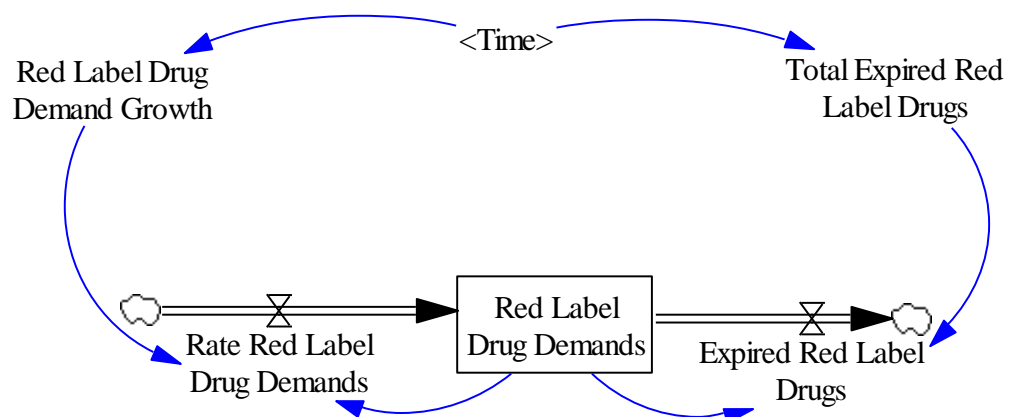 <Time>
Red Label Drug
Demand Growth
Total Expired Red
Label Drugs
Red Label
Drug Demands
Rate Red Label
Drug Demands
Expired Red Label
Drugs